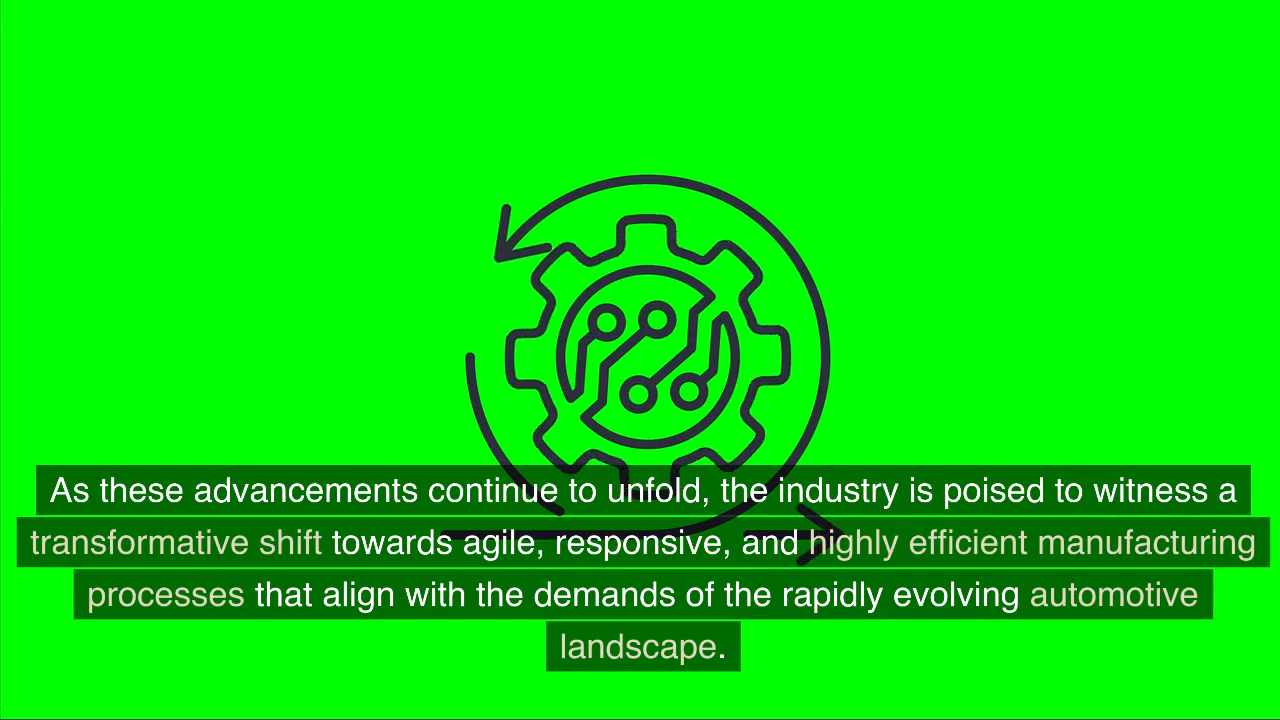 As these advancements continue to unfold, the industry is poised to witness a
transformative shift towards agile, responsive, and highly efficient manufacturing
processes that align with the demands of the rapidly evolving automotive
landscape.